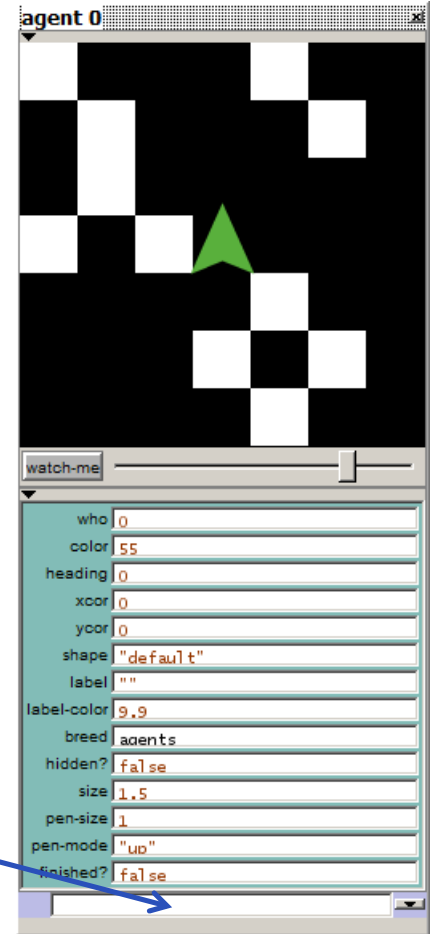 agent 0
watch-me
who 0
color 55
heading 0
xcor 0
ycor 0
shape "default"
label ""
label-color 9.9
breed agents
hidden? false
size 1.5
pen-size 1
pen-mode "up"
finished? false